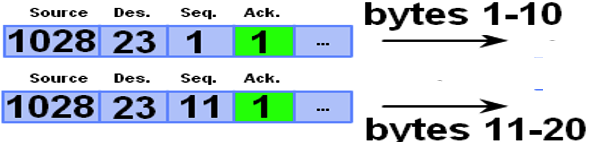 Source Des. Seq. Ack.
1028 23 1 1 ...
bytes 1-10
Source Des. Seq. Ack.
1028 23 11 1 ...
bytes 11-20